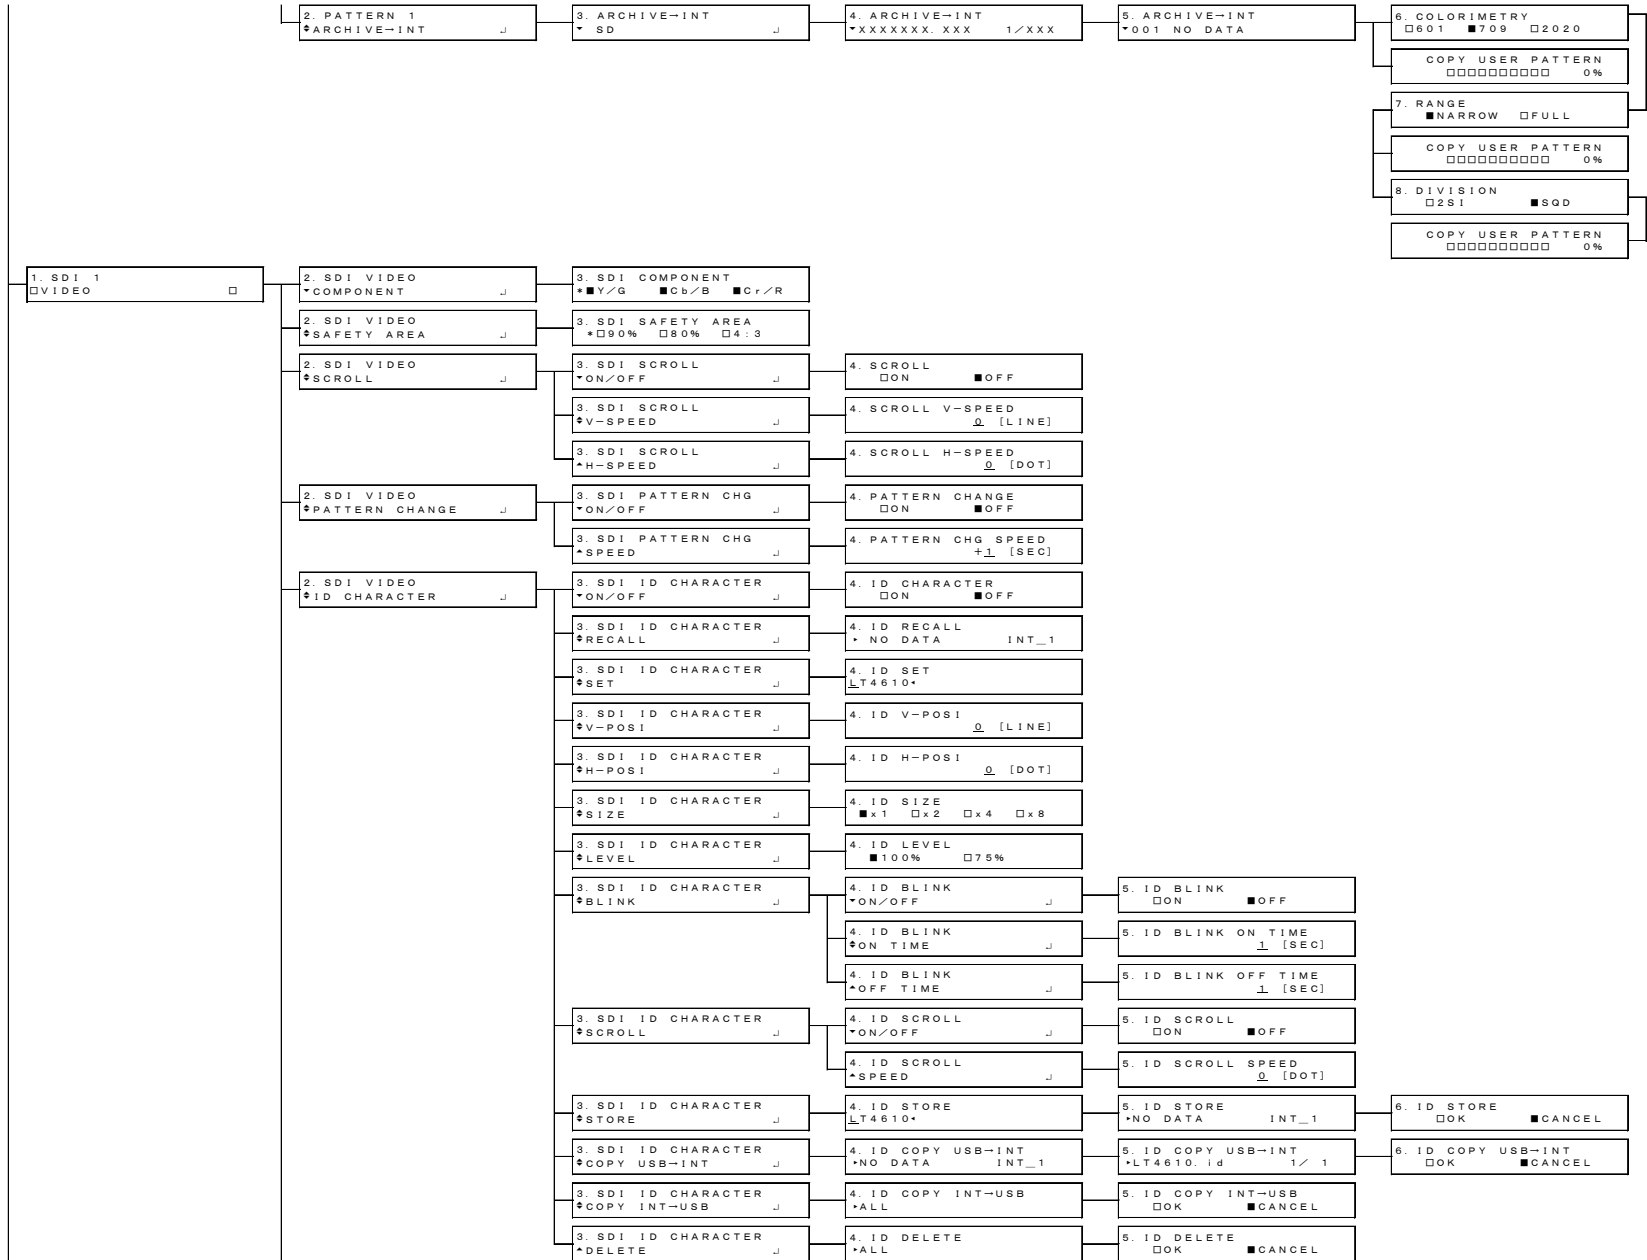 2. PATTERN 1
♦ARCHIVE→INT ↵
3. ARCHIVE→INT
▾ SD ↵
4. ARCHIVE→INT
▾XXXXXXX. XXX 1/XXX
5. ARCHIVE→INT
▾001 NO DATA
6. COLORIMETRY
□601 ■709 □2020
COPY USER PATTERN
□□□□□□□□□□ 0%
7. RANGE
■NARROW □FULL
COPY USER PATTERN
□□□□□□□□□□ 0%
8. DIVISION
□2SI ■SQD
COPY USER PATTERN
□□□□□□□□□□ 0%
1. SDI 1
□VIDEO □
2. SDI VIDEO
▾COMPONENT ↵
3. SDI COMPONENT
*■Y/G ■Cb/B ■Cr/R
2. SDI VIDEO
♦SAFETY AREA ↵
3. SDI SAFETY AREA
*□90% □80% □4:3
2. SDI VIDEO
♦SCROLL ↵
3. SDI SCROLL
▾ON/OFF ↵
4. SCROLL
□ON ■OFF
3. SDI SCROLL
♦V-SPEED ↵
4. SCROLL V-SPEED
0 [LINE]
3. SDI SCROLL
▴H-SPEED ↵
4. SCROLL H-SPEED
0 [DOT]
2. SDI VIDEO
♦PATTERN CHANGE ↵
3. SDI PATTERN CHG
▾ON/OFF ↵
4. PATTERN CHANGE
□ON ■OFF
3. SDI PATTERN CHG
▴SPEED ↵
4. PATTERN CHG SPEED
+1 [SEC]
2. SDI VIDEO
♦ID CHARACTER ↵
3. SDI ID CHARACTER
▾ON/OFF ↵
4. ID CHARACTER
□ON ■OFF
3. SDI ID CHARACTER
♦RECALL ↵
4. ID RECALL
▸ NO DATA INT_1
3. SDI ID CHARACTER
♦SET ↵
4. ID SET
LT4610◂
3. SDI ID CHARACTER
♦V-POSI ↵
4. ID V-POSI
0 [LINE]
3. SDI ID CHARACTER
♦H-POSI ↵
4. ID H-POSI
0 [DOT]
3. SDI ID CHARACTER
♦SIZE ↵
4. ID SIZE
■x1 □x2 □x4 □x8
3. SDI ID CHARACTER
♦LEVEL ↵
4. ID LEVEL
■100% □75%
3. SDI ID CHARACTER
♦BLINK ↵
4. ID BLINK
▾ON/OFF ↵
5. ID BLINK
□ON ■OFF
4. ID BLINK
♦ON TIME ↵
5. ID BLINK ON TIME
1 [SEC]
4. ID BLINK
▴OFF TIME ↵
5. ID BLINK OFF TIME
1 [SEC]
3. SDI ID CHARACTER
♦SCROLL ↵
4. ID SCROLL
▾ON/OFF ↵
5. ID SCROLL
□ON ■OFF
4. ID SCROLL
▴SPEED ↵
5. ID SCROLL SPEED
0 [DOT]
3. SDI ID CHARACTER
♦STORE ↵
4. ID STORE
LT4610◂
5. ID STORE
▸NO DATA INT_1
6. ID STORE
□OK ■CANCEL
3. SDI ID CHARACTER
♦COPY USB→INT ↵
4. ID COPY USB→INT
▸NO DATA INT_1
5. ID COPY USB→INT
▸LT4610. id 1/ 1
6. ID COPY USB→INT
□OK ■CANCEL
3. SDI ID CHARACTER
♦COPY INT→USB ↵
4. ID COPY INT→USB
▸ALL
5. ID COPY INT→USB
□OK ■CANCEL
3. SDI ID CHARACTER
▴DELETE ↵
4. ID DELETE
▸ALL
5. ID DELETE
□OK ■CANCEL